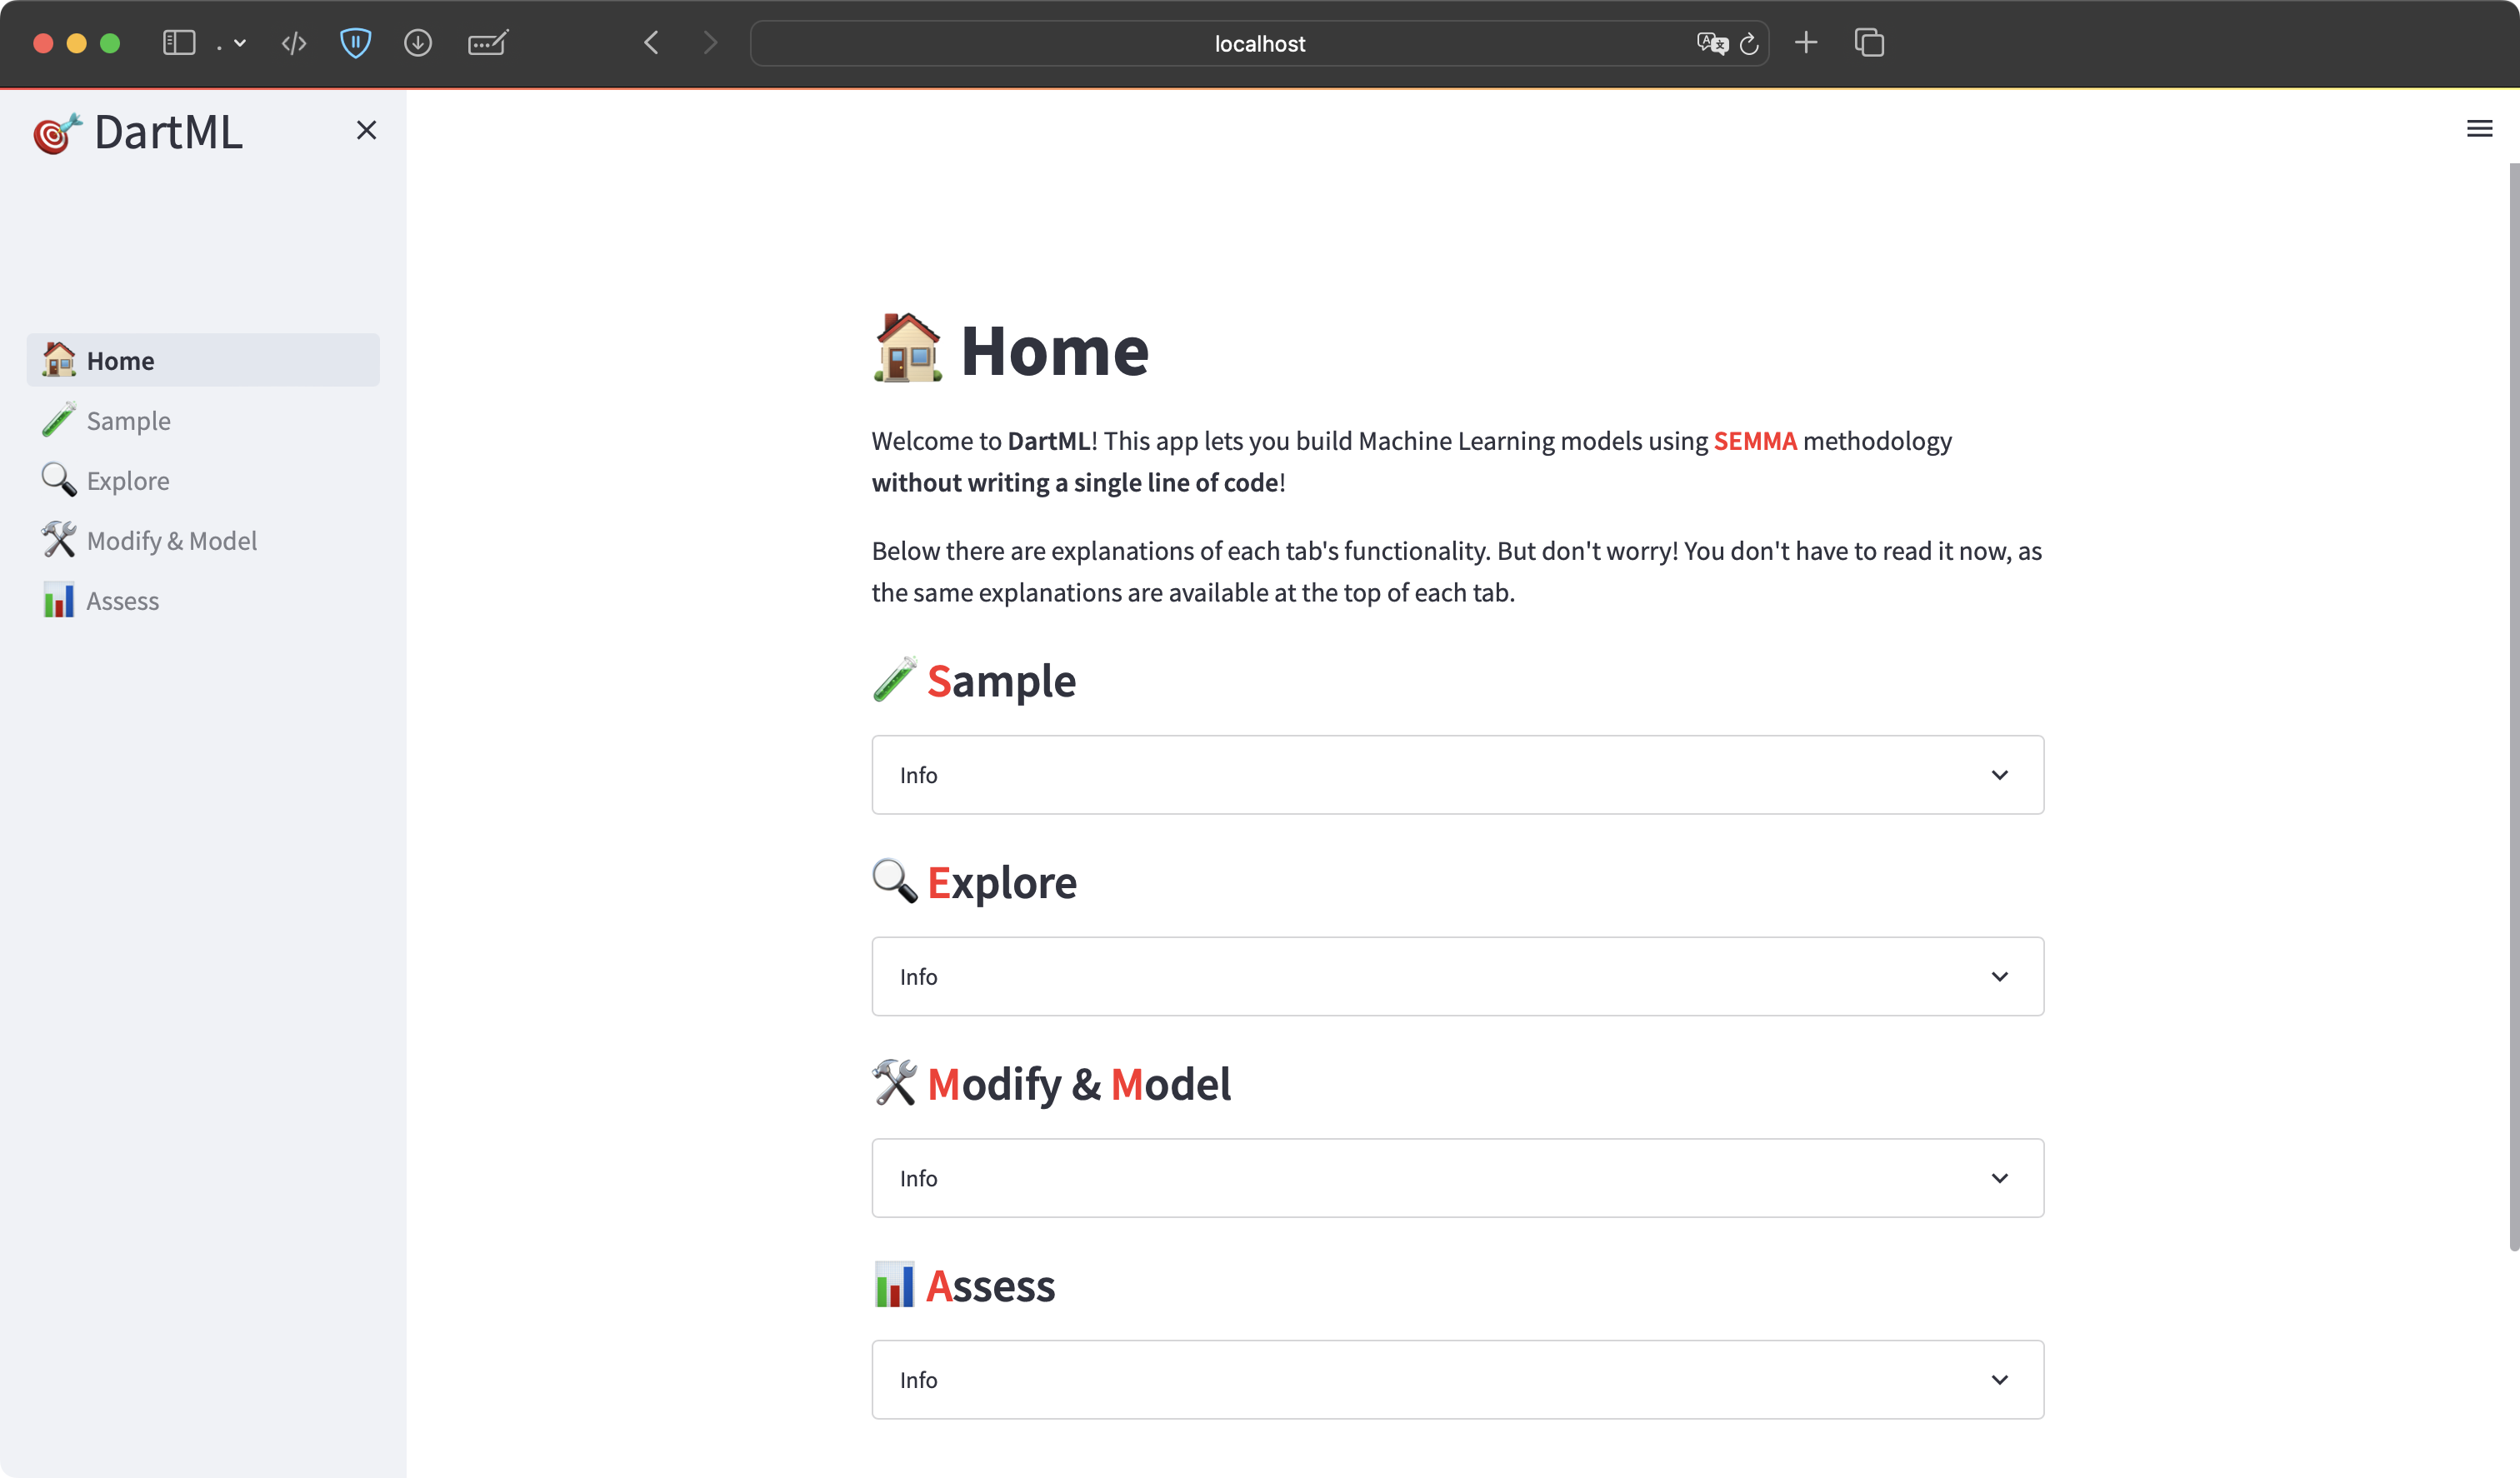 localhost
DartML
Home
Sample
Explore
Modify & Model
Assess
Home
Welcome to DartML! This app lets you build Machine Learning models using SEMMA methodology
without writing a single line of code!
Below there are explanations of each tab's functionality. But don't worry! You don't have to read it now, as
the same explanations are available at the top of each tab.
Sample
Info
Explore
Info
Modify & Model
Info
Assess
Info